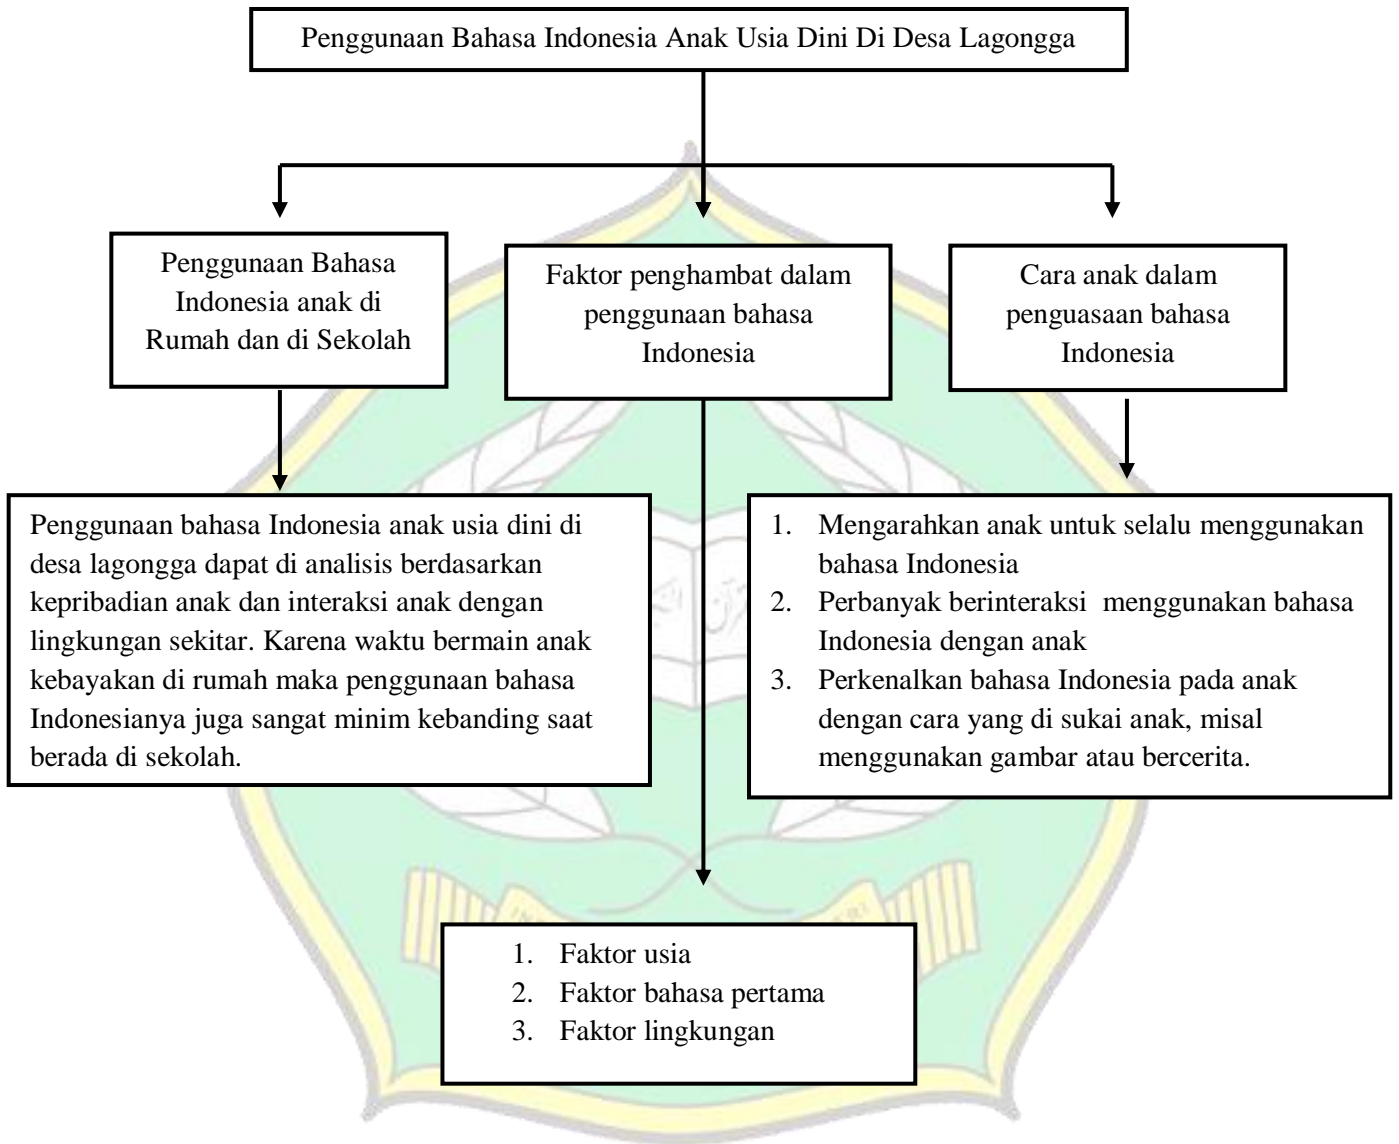 Penggunaan Bahasa Indonesia Anak Usia Dini Di Desa Lagongga
Penggunaan Bahasa
Indonesia anak di
Rumah dan di Sekolah
Faktor penghambat dalam
penggunaan bahasa
Indonesia
Cara anak dalam
penguasaan bahasa
Indonesia
Penggunaan bahasa Indonesia anak usia dini di
desa lagongga dapat di analisis berdasarkan
kepribadian anak dan interaksi anak dengan
lingkungan sekitar. Karena waktu bermain anak
kebayakan di rumah maka penggunaan bahasa
Indonesianya juga sangat minim kebanding saat
berada di sekolah.
1. Mengarahkan anak untuk selalu menggunakan
bahasa Indonesia
2. Perbanyak berinteraksi menggunakan bahasa
Indonesia dengan anak
3. Perkenalkan bahasa Indonesia pada anak
dengan cara yang di sukai anak, misal
menggunakan gambar atau bercerita.
1. Faktor usia
2. Faktor bahasa pertama
3. Faktor lingkungan